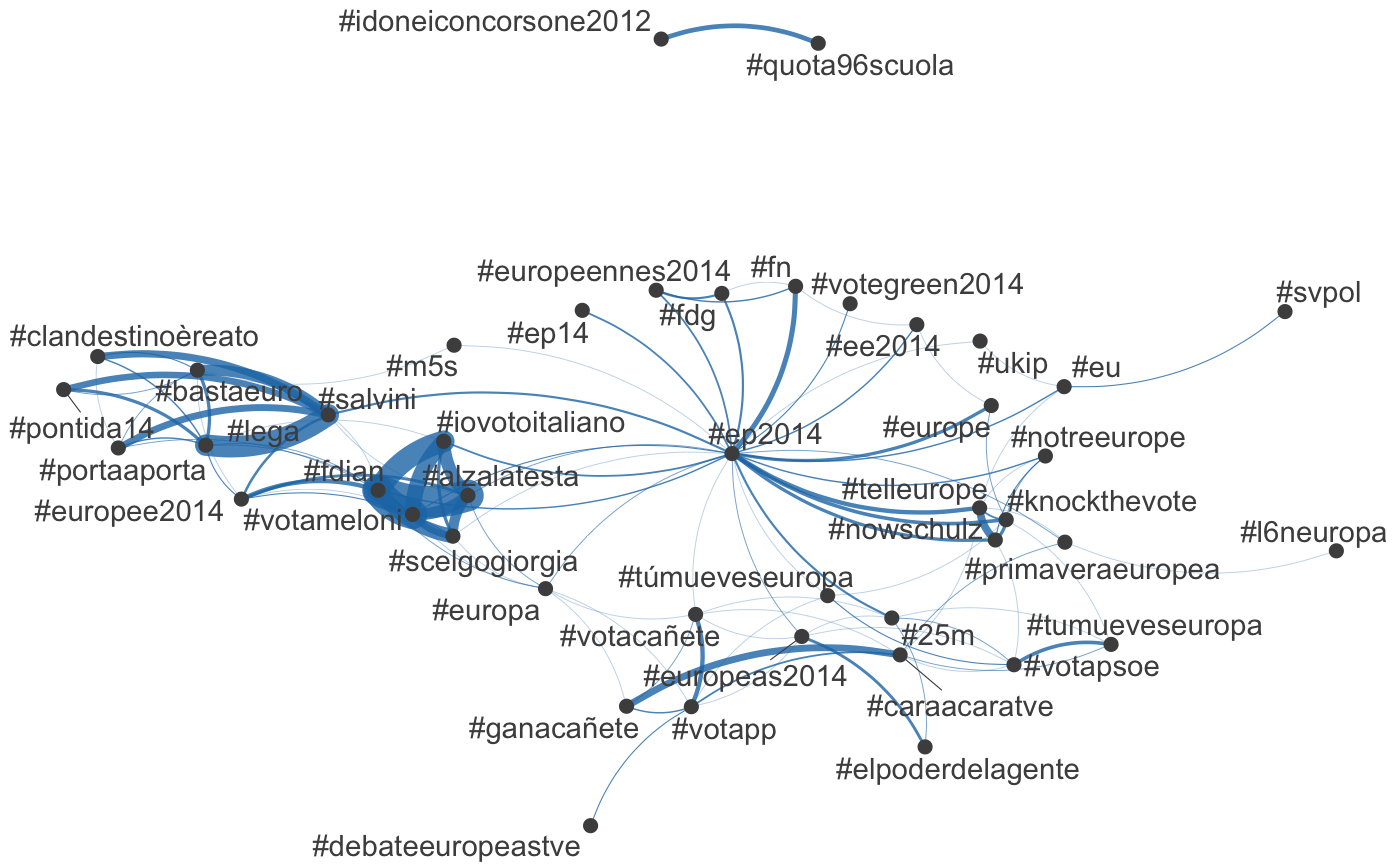 #idoneiconcorsone2012
#quota96scuola
#europeennes2014
#fn
#votegreen2014
#svpol
#fdg
#ep14
#clandestinoèreato
#ee2014
#m5s
#ukip
#eu
#bastaeuro
#salvini
#pontida14
#lega
#iovotoitaliano
#ep2014
#europe
#notreeurope
#portaaporta
#fdian
#alzalatesta
#telleurope
#knockthevote
#europee2014
#votameloni
#nowschulz
#l6neuropa
#scelgogiorgia
#primaveraeuropea
#túmueveseuropa
#europa
#votacañete
#25m
#tumueveseuropa
#europeas2014
#votapsoe
#caraacaratve
#ganacañete
#votapp
#elpoderdelagente
#debateeuropeastve